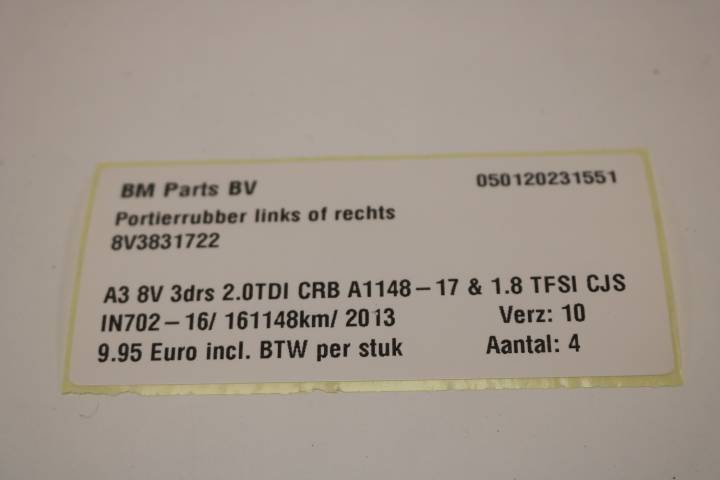 BM Parts BV 050120231551
Portierrubber links of rechts
8V3831722
A3 8V 3drs 2.0TDI CRB A1148-17 & 1.8 TFSI CJS
IN702-16/ 161148km/ 2013 Verz: 10
9.95 Euro incl. BTW per stuk Aantal: 4